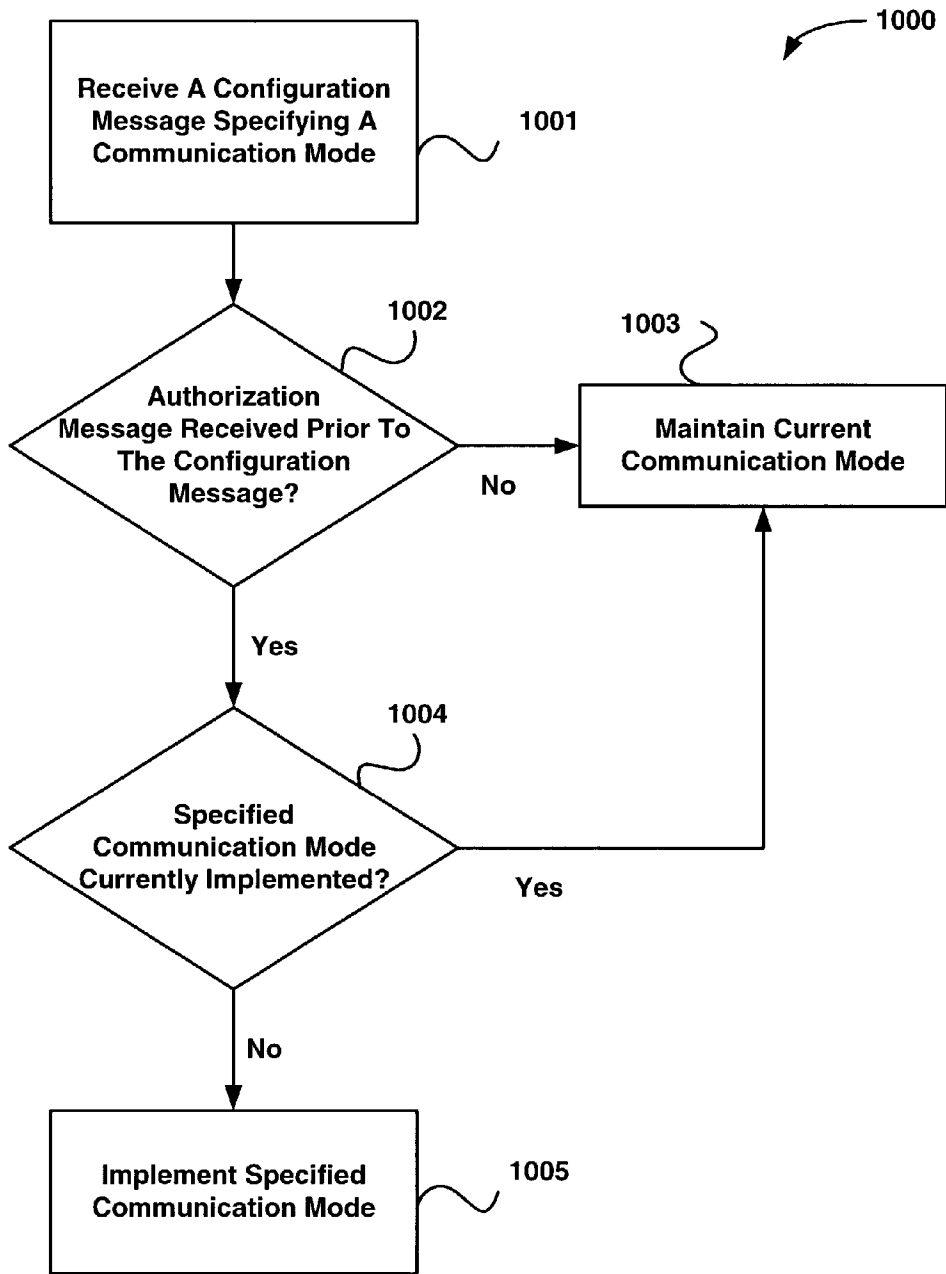 1000
Receive A Configuration
Message Specifying A
Communication Mode
1001
1002
Authorization
Message Received Prior To
The Configuration
Message?
No
1003
Maintain Current
Communication Mode
Yes
1004
Specified
Communication Mode
Currently Implemented?
Yes
No
Implement Specified
Communication Mode
1005